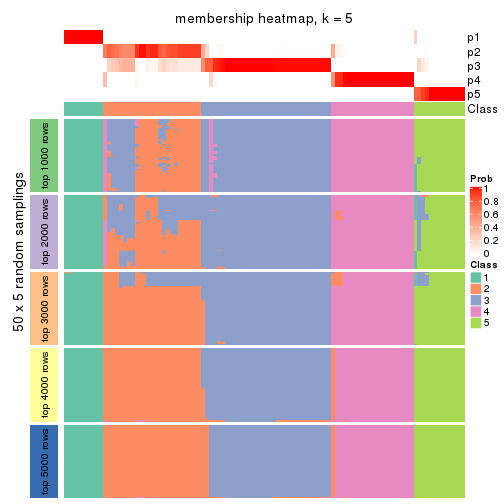 membership heatmap, k = 5
p1
p2
p3
p4
p5
Class
50 x 5 random samplings
top 1000 rows
top 2000 rows
top 3000 rows
top 4000 rows
top 5000 rows
Prob
1
0.8
0.6
0.4
0.2
0
Class
1
2
3
4
5